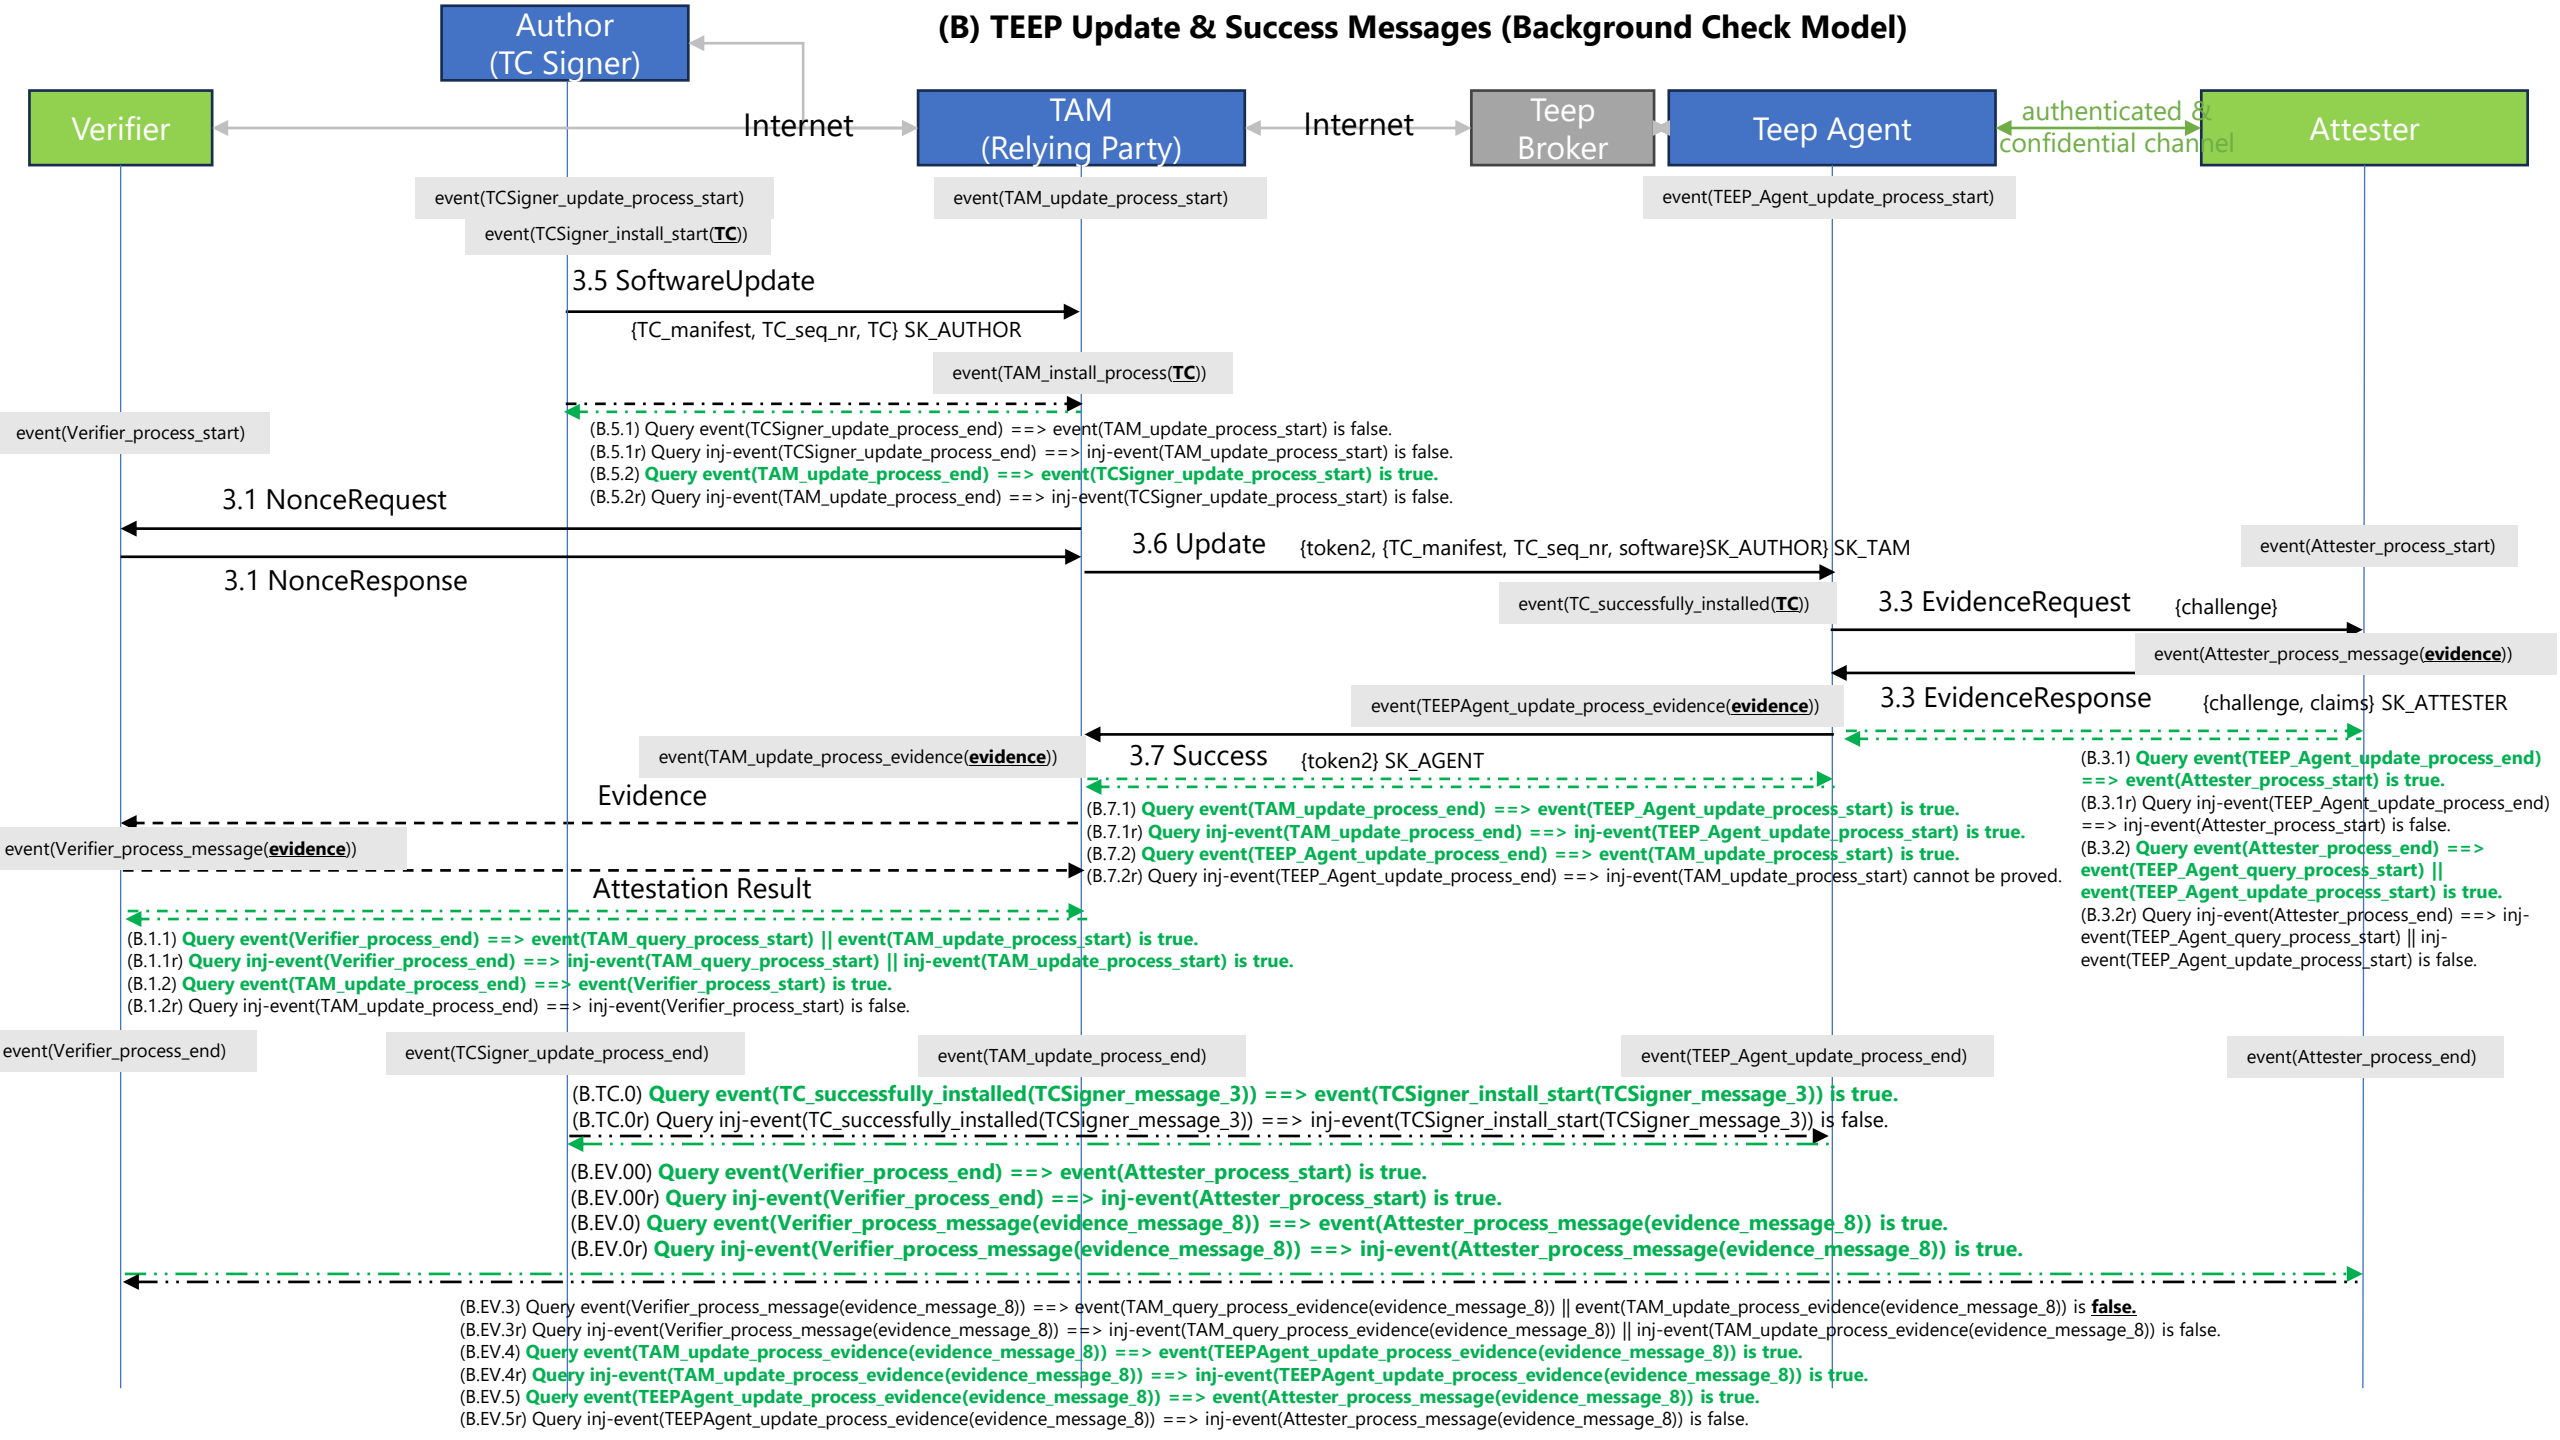 (B) TEEP Update & Success Messages (Background Check Model)
Author
(TC Signer)
Verifier
Internet
TAM
(Relying Party)
Internet
Teep
Broker
Teep Agent
authenticated &
confidential channel
Attester
event(TCSigner_update_process_start)
event(TAM_update_process_start)
event(TEEP_Agent_update_process_start)
event(TCSigner_install_start(TC))
3.5 SoftwareUpdate
{TC_manifest, TC_seq_nr, TC} SK_AUTHOR
event(TAM_install_process(TC))
event(Verifier_process_start)
(B.5.1) Query event(TCSigner_update_process_end) ==> event(TAM_update_process_start) is false.
(B.5.1r) Query inj-event(TCSigner_update_process_end) ==> inj-event(TAM_update_process_start) is false.
(B.5.2) Query event(TAM_update_process_end) ==> event(TCSigner_update_process_start) is true.
(B.5.2r) Query inj-event(TAM_update_process_end) ==> inj-event(TCSigner_update_process_start) is false.
3.1 NonceRequest
3.1 NonceResponse
3.6 Update
{token2, {TC_manifest, TC_seq_nr, software}SK_AUTHOR} SK_TAM
event(Attester_process_start)
event(TC_successfully_installed(TC))
3.3 EvidenceRequest
{challenge}
event(Attester_process_message(evidence))
3.3 EvidenceResponse
{challenge, claims} SK_ATTESTER
event(TEEPAgent_update_process_evidence(evidence))
event(TAM_update_process_evidence(evidence))
3.7 Success
{token2} SK_AGENT
(B.7.1) Query event(TAM_update_process_end) ==> event(TEEP_Agent_update_process_start) is true.
(B.7.1r) Query inj-event(TAM_update_process_end) ==> inj-event(TEEP_Agent_update_process_start) is true.
(B.7.2) Query event(TEEP_Agent_update_process_end) ==> event(TAM_update_process_start) is true.
(B.7.2r) Query inj-event(TEEP_Agent_update_process_end) ==> inj-event(TAM_update_process_start) cannot be proved.
(B.3.1) Query event(TEEP_Agent_update_process_end)
==> event(Attester_process_start) is true.
(B.3.1r) Query inj-event(TEEP_Agent_update_process_end)
==> inj-event(Attester_process_start) is false.
(B.3.2) Query event(Attester_process_end) ==>
event(TEEP_Agent_query_process_start) ||
event(TEEP_Agent_update_process_start) is true.
(B.3.2r) Query inj-event(Attester_process_end) ==> inj-
event(TEEP_Agent_query_process_start) || inj-
event(TEEP_Agent_update_process_start) is false.
Evidence
event(Verifier_process_message(evidence))
Attestation Result
(B.1.1) Query event(Verifier_process_end) ==> event(TAM_query_process_start) || event(TAM_update_process_start) is true.
(B.1.1r) Query inj-event(Verifier_process_end) ==> inj-event(TAM_query_process_start) || inj-event(TAM_update_process_start) is true.
(B.1.2) Query event(TAM_update_process_end) ==> event(Verifier_process_start) is true.
(B.1.2r) Query inj-event(TAM_update_process_end) ==> inj-event(Verifier_process_start) is false.
event(Verifier_process_end)
event(TCSigner_update_process_end)
event(TAM_update_process_end)
event(TEEP_Agent_update_process_end)
event(Attester_process_end)
(B.TC.0) Query event(TC_successfully_installed(TCSigner_message_3)) ==> event(TCSigner_install_start(TCSigner_message_3)) is true.
(B.TC.0r) Query inj-event(TC_successfully_installed(TCSigner_message_3)) ==> inj-event(TCSigner_install_start(TCSigner_message_3)) is false.
(B.EV.00) Query event(Verifier_process_end) ==> event(Attester_process_start) is true.
(B.EV.00r) Query inj-event(Verifier_process_end) ==> inj-event(Attester_process_start) is true.
(B.EV.0) Query event(Verifier_process_message(evidence_message_8)) ==> event(Attester_process_message(evidence_message_8)) is true.
(B.EV.0r) Query inj-event(Verifier_process_message(evidence_message_8)) ==> inj-event(Attester_process_message(evidence_message_8)) is true.
(B.EV.3) Query event(Verifier_process_message(evidence_message_8)) ==> event(TAM_query_process_evidence(evidence_message_8)) || event(TAM_update_process_evidence(evidence_message_8)) is false.
(B.EV.3r) Query inj-event(Verifier_process_message(evidence_message_8)) ==> inj-event(TAM_query_process_evidence(evidence_message_8)) || inj-event(TAM_update_process_evidence(evidence_message_8)) is false.
(B.EV.4) Query event(TAM_update_process_evidence(evidence_message_8)) ==> event(TEEPAgent_update_process_evidence(evidence_message_8)) is true.
(B.EV.4r) Query inj-event(TAM_update_process_evidence(evidence_message_8)) ==> inj-event(TEEPAgent_update_process_evidence(evidence_message_8)) is true.
(B.EV.5) Query event(TEEPAgent_update_process_evidence(evidence_message_8)) ==> event(Attester_process_message(evidence_message_8)) is true.
(B.EV.5r) Query inj-event(TEEPAgent_update_process_evidence(evidence_message_8)) ==> inj-event(Attester_process_message(evidence_message_8)) is false.